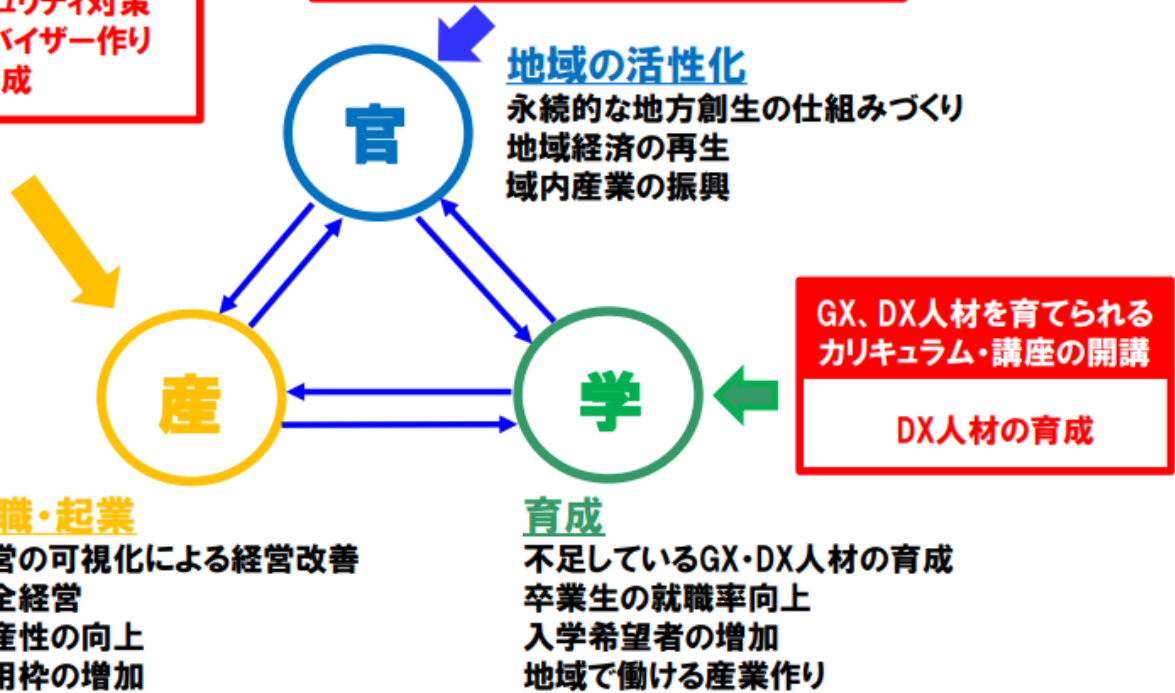 ュリティ対策
バイザー作り
成
官
地域の活性化
永続的な地方創生の仕組みづくり
地域経済の再生
域内産業の振興
GX、DX人材を育てられる
カリキュラム・講座の開講
DX人材の育成
産
学
職・起業
営の可視化による経営改善
全経営
産性の向上
用枠の増加
育成
不足しているGX・DX人材の育成
卒業生の就職率向上
入学希望者の増加
地域で働ける産業作り